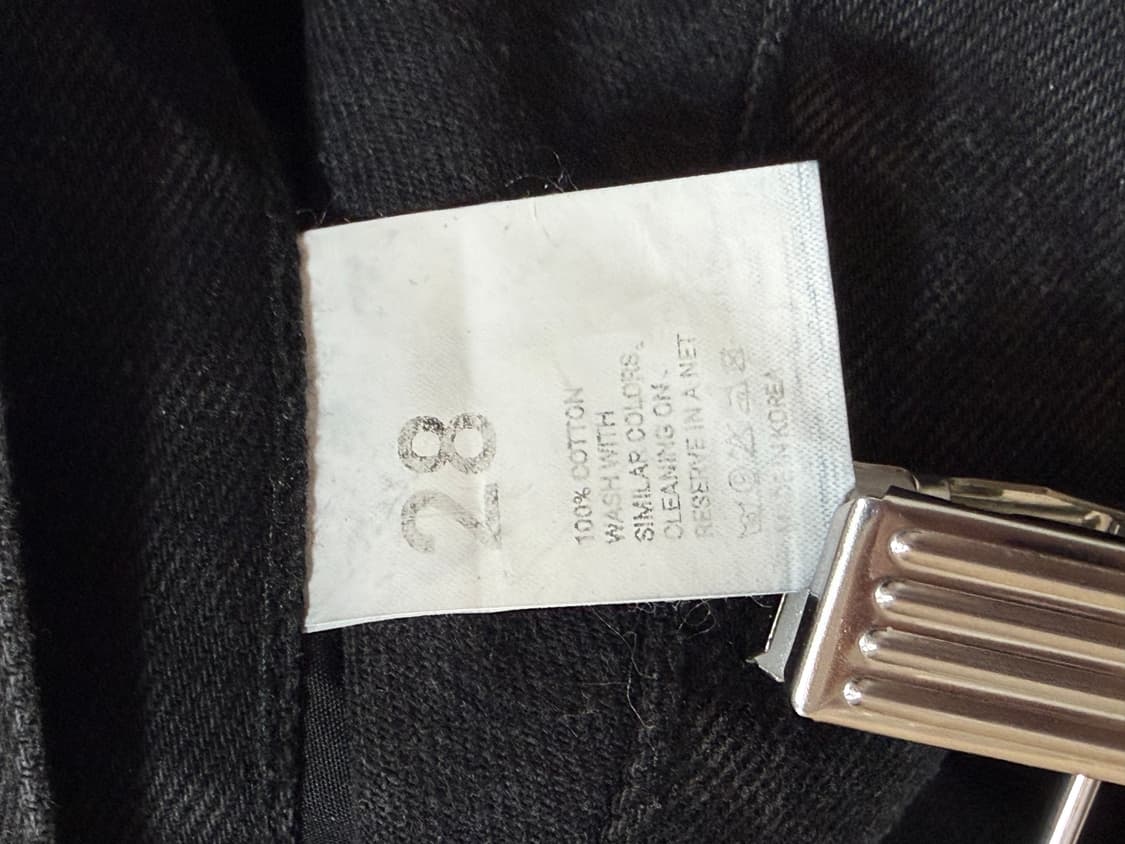 28
100% COTTON
WASH WITH
SIMILAR COLORS.
CLEANING ON.
RESERVE IN A NET
MADE IN KOREA